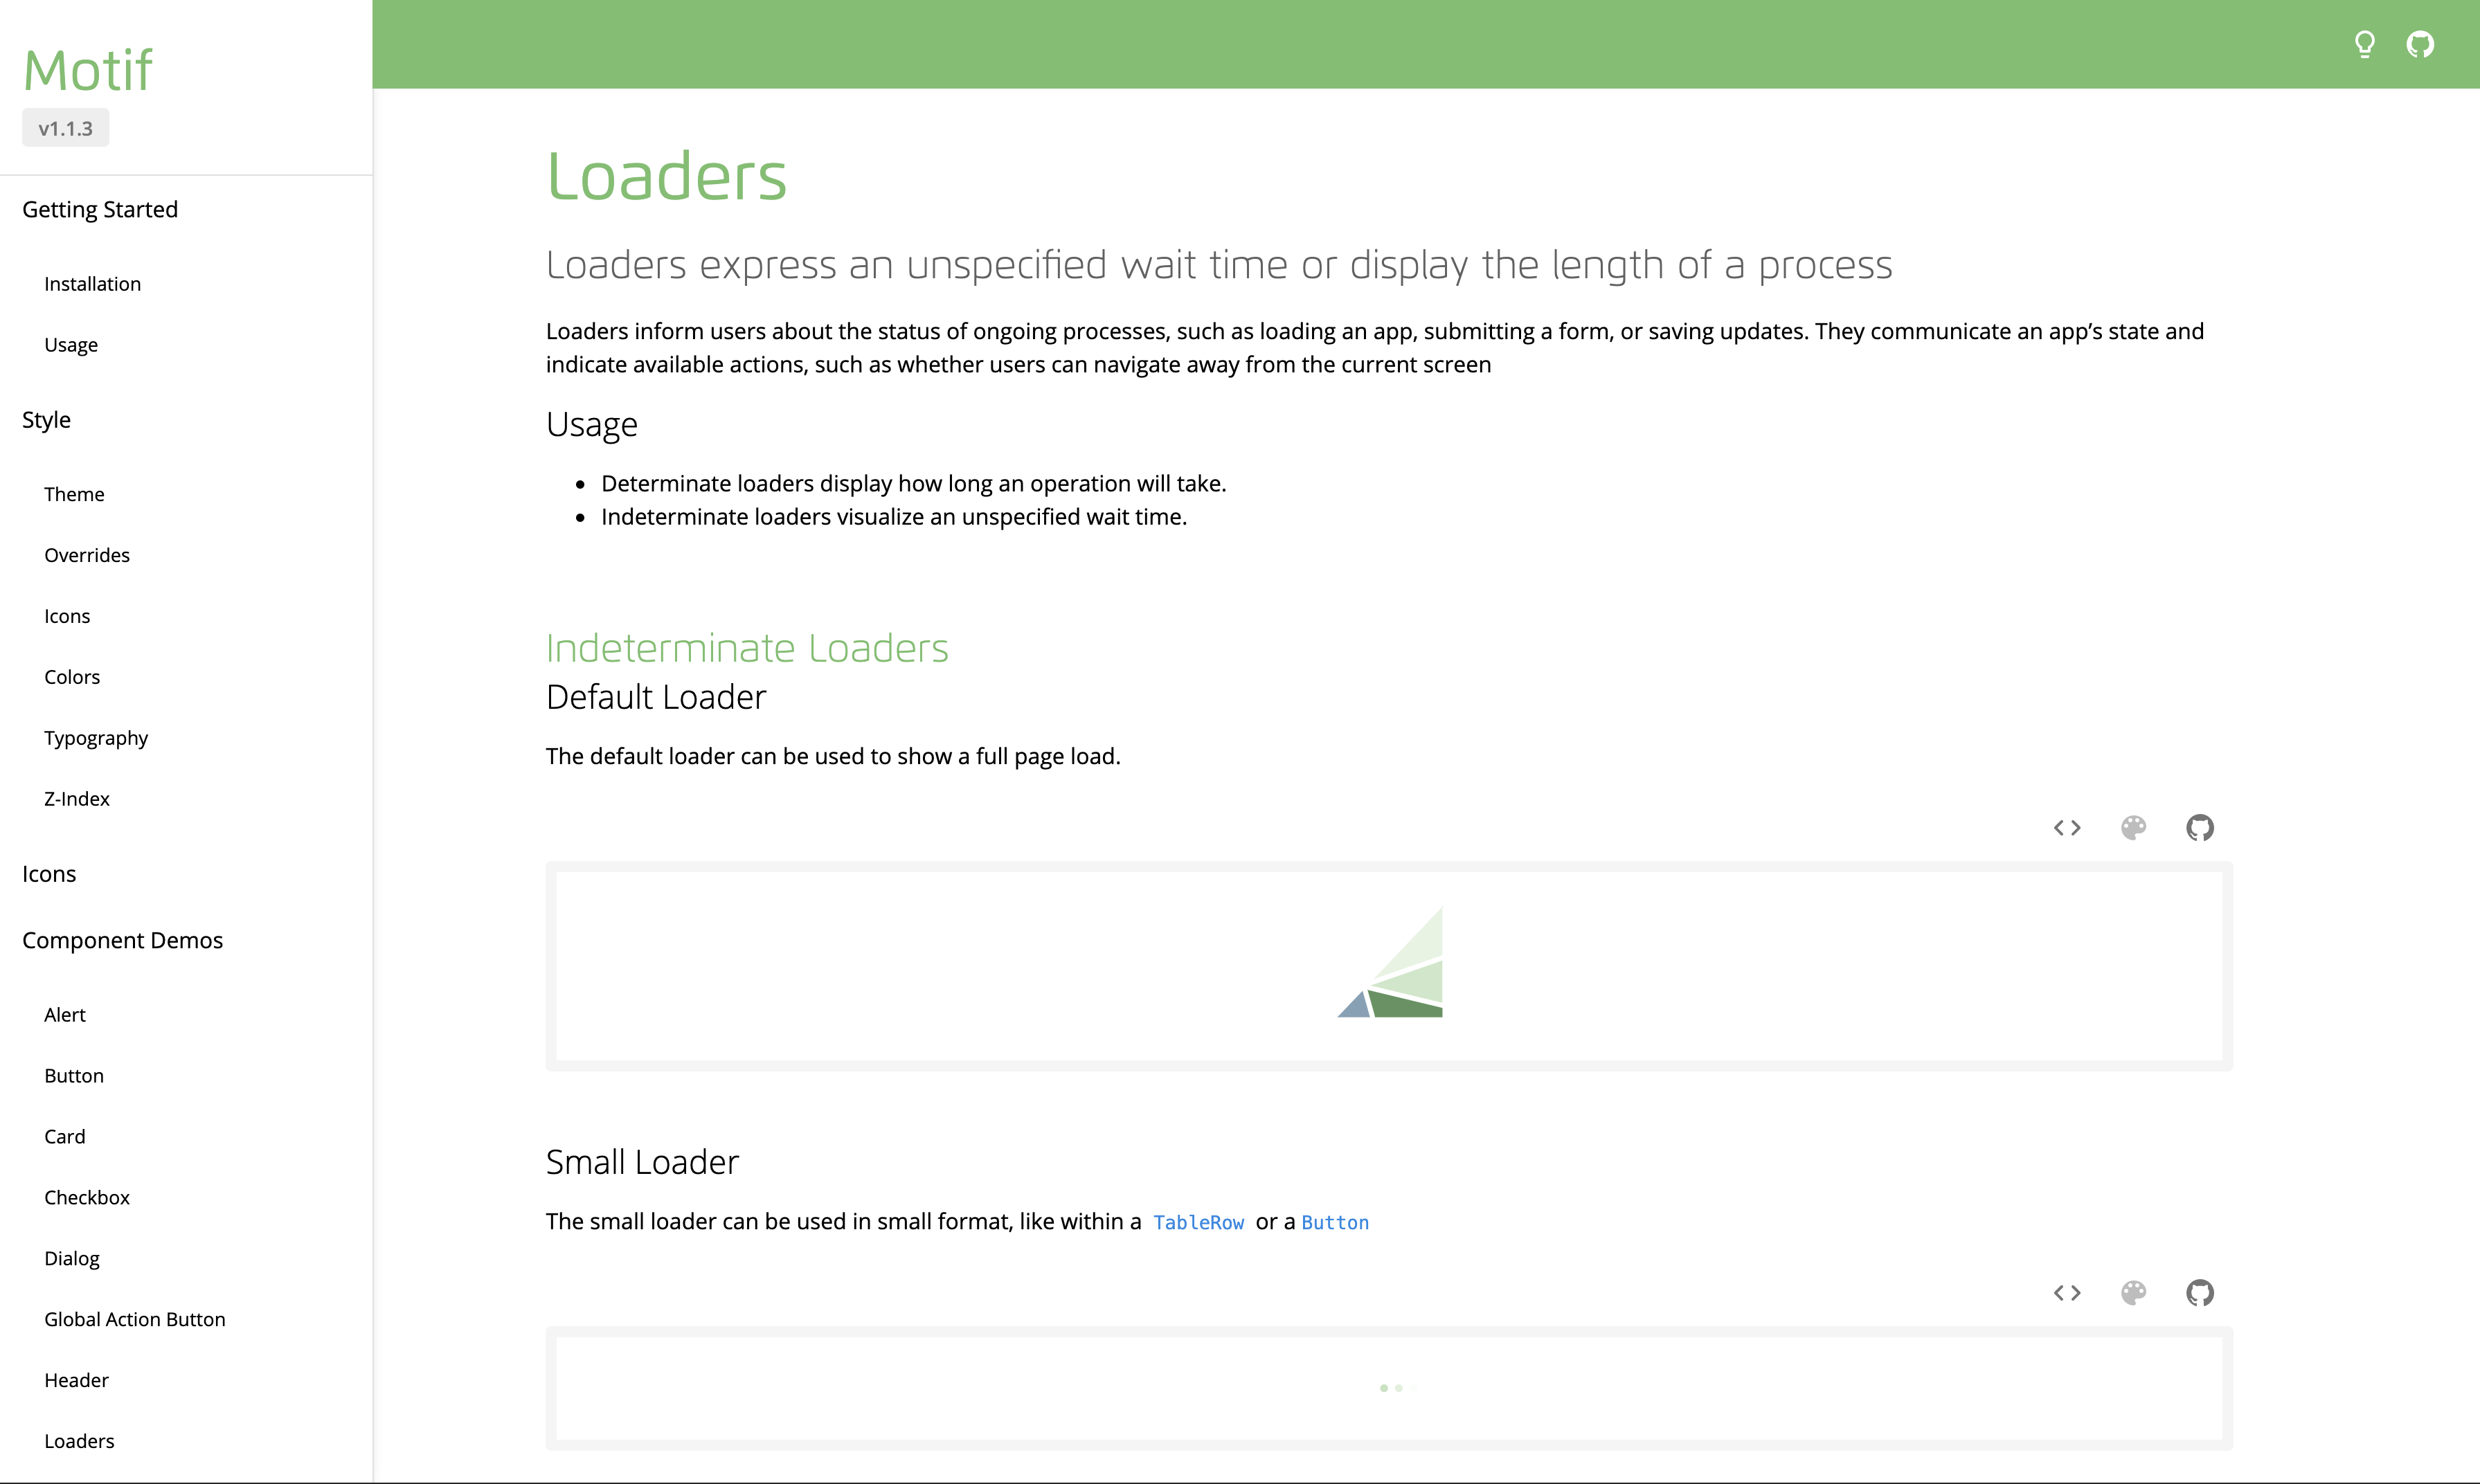 Motif
v1.1.3
Getting Started
Installation
Usage
Style
Theme
Overrides
Icons
Colors
Typography
Z-Index
Icons
Component Demos
Alert
Button
Card
Checkbox
Dialog
Global Action Button
Header
Loaders
Loaders
Loaders express an unspecified wait time or display the length of a process
Loaders inform users about the status of ongoing processes, such as loading an app, submitting a form, or saving updates. They communicate an app’s state and
indicate available actions, such as whether users can navigate away from the current screen
Usage
• Determinate loaders display how long an operation will take.
• Indeterminate loaders visualize an unspecified wait time.
Indeterminate Loaders
Default Loader
The default loader can be used to show a full page load.
Small Loader
The small loader can be used in small format, like within a TableRow or a Button